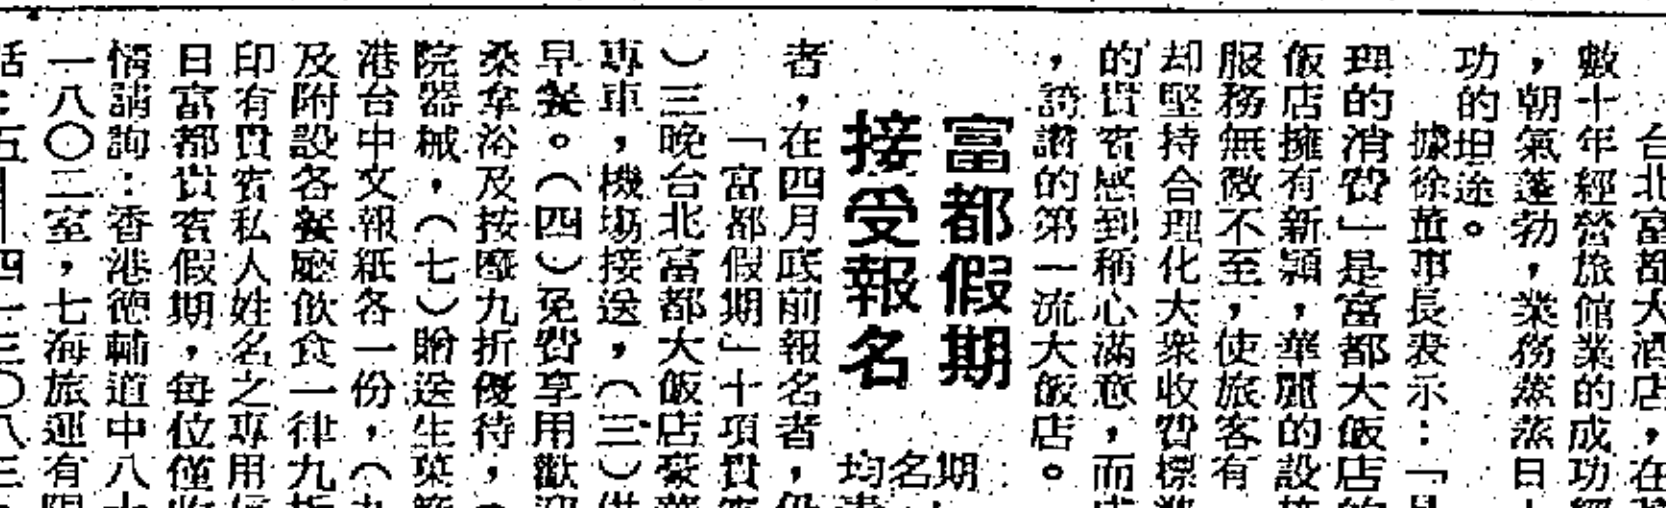 台北富都大酒店，在
數十年經營旅館業的成功經
，朝氣蓬勃，業務蒸蒸日上
功的坦途。
據徐董事長表示：「
理的消費」是富都大飯店的
飯店擁有新穎，華麗的設
服務無微不至，使旅客有
却堅持合理化大衆收費標準
的貴賓感到稱心滿意，而
，誇讚的第一流大飯店。
富都假期
接受報名
期
名
均
者，在四月底前報名者，
「富都假期」十項貴賓
）三晚台北富都大飯店豪華
專車，機場接送，（三）供
早餐。（四）免費享用歡迎
桑拿浴及按摩九折優待，
院器械，（七）贈送生菓籃
港台中文報紙各一份，（九
及附設各餐廳飲食一律九折
印有貴賓私人姓名之專用信
日富都貴賓假期，每位僅收
情請詢：香港德輔道中八十
一八〇二室，七海旅運有限
話：五｜四一三〇八三